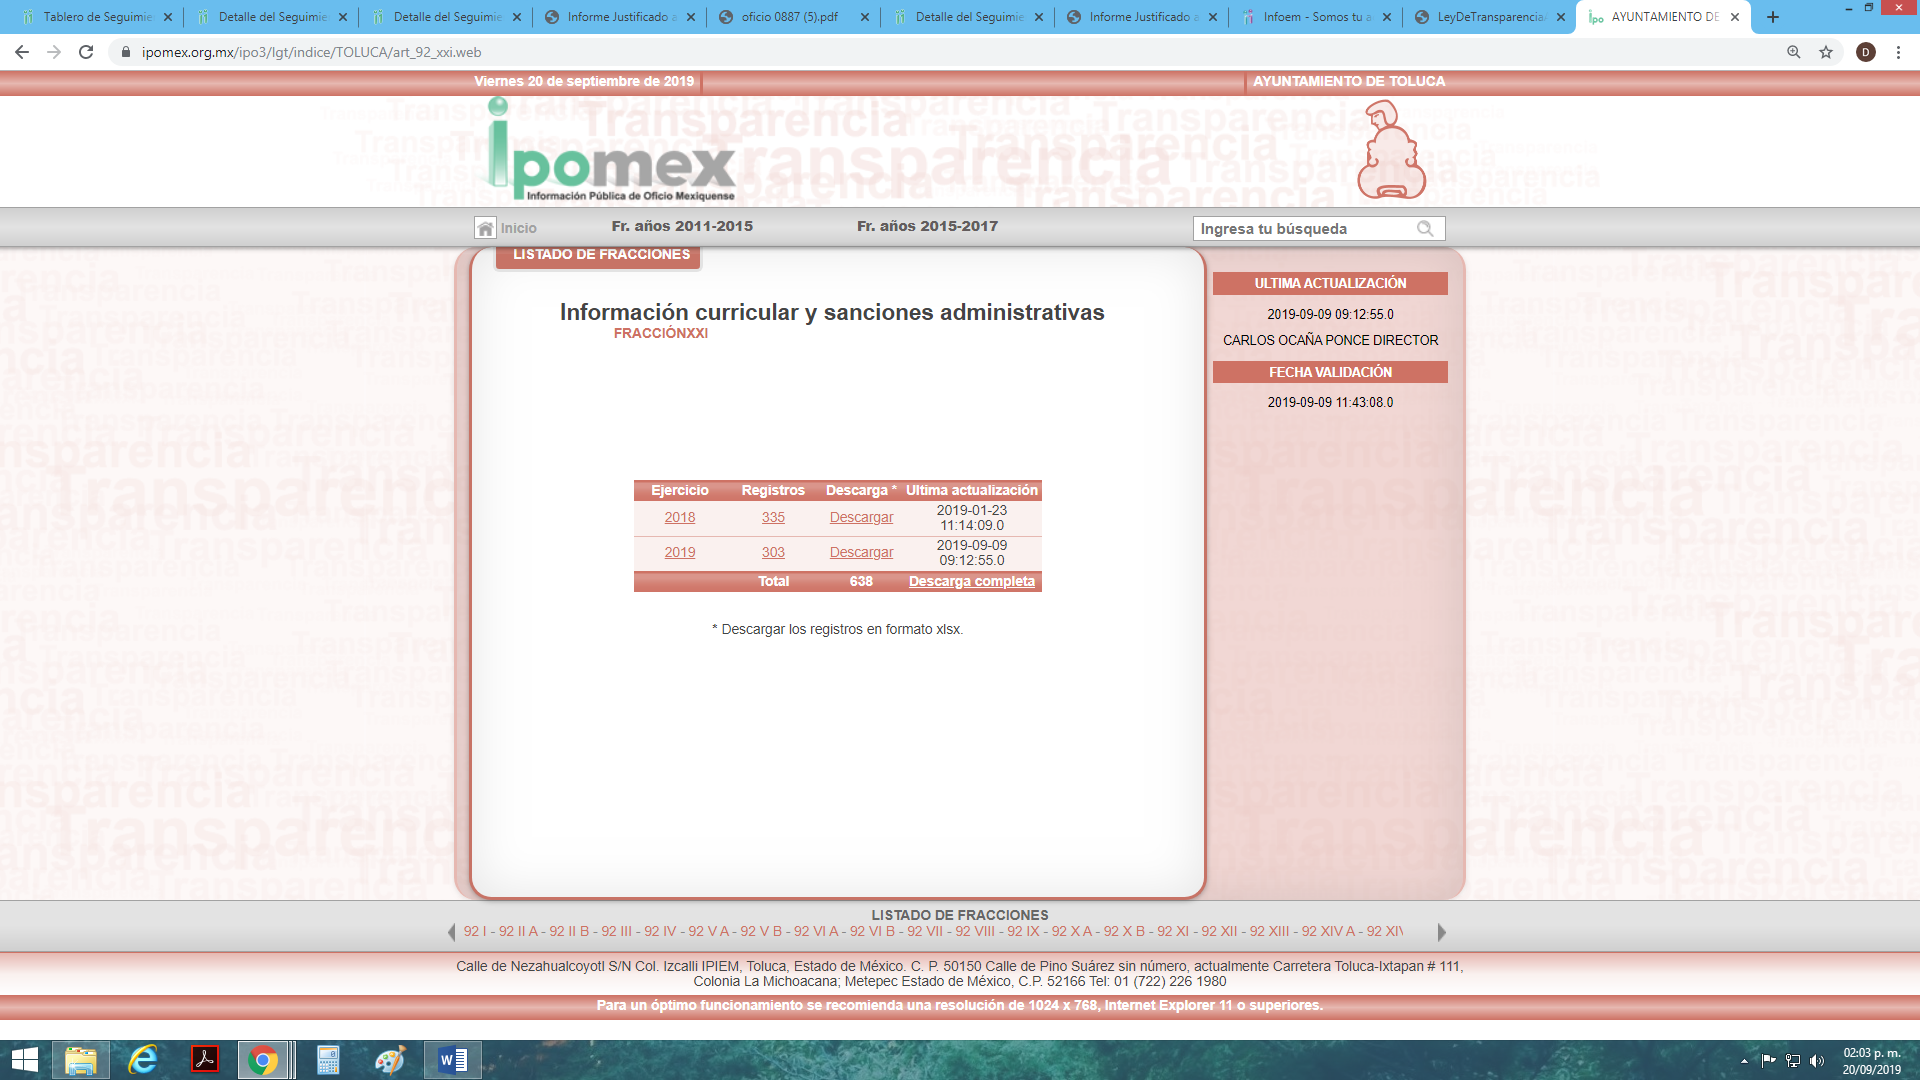 Tablero de Seguimie
Detalle del Seguimie
Detalle del Seguimie
Informe Justificado a
oficio 0887 (5).pdf
Detalle del Seguimie
Informe Justificado a
Infoem - Somos tu a
LeyDeTransparencia
AYUNTAMIENTO DE
ipomex.org.mx/ipo3/lgt/indice/TOLUCA/art_92_xxi.web
D
Viernes 20 de septiembre de 2019
AYUNTAMIENTO DE TOLUCA
ipomex
Información Pública de Oficio Mexiquense
Inicio
Fr. años 2011-2015
Fr. años 2015-2017
Ingresa tu búsqueda
LISTADO DE FRACCIONES
Información curricular y sanciones administrativas
FRACCIÓNXXI
Ejercicio Registros Descarga * Ultima actualización
2018 335 Descargar 2019-01-23 11:14:09.0
2019 303 Descargar 2019-09-09 09:12:55.0
Total 638 Descarga completa
* Descargar los registros en formato xlsx.
ULTIMA ACTUALIZACIÓN
2019-09-09 09:12:55.0
CARLOS OCAÑA PONCE DIRECTOR
FECHA VALIDACIÓN
2019-09-09 11:43:08.0
LISTADO DE FRACCIONES
92 I - 92 II A - 92 II B - 92 III - 92 IV - 92 V A - 92 V B - 92 VI A - 92 VI B - 92 VII - 92 VIII - 92 IX - 92 X A - 92 X B - 92 XI - 92 XII - 92 XIII - 92 XIV A - 92 XIV
Calle de Nezahualcoyotl S/N Col. Izcalli IPIEM, Toluca, Estado de México. C. P. 50150 Calle de Pino Suárez sin número, actualmente Carretera Toluca-Ixtapan # 111,
Colonia La Michoacana; Metepec Estado de México, C.P. 52166 Tel: 01 (722) 226 1980
Para un óptimo funcionamiento se recomienda una resolución de 1024 x 768, Internet Explorer 11 o superiores.
02:03 p. m.
20/09/2019